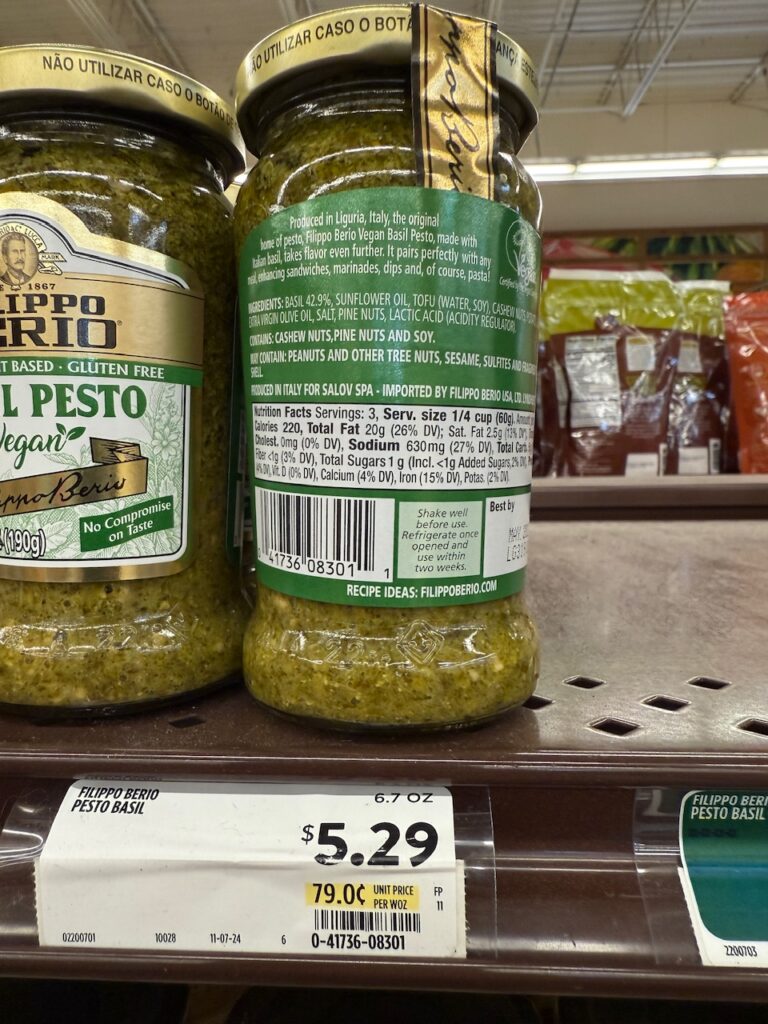 NÃO UTILIZAR CASO O BOTÃO
UTILIZAR CASO O BOTÃ
1867
LIPPO
ERIO
BASED · GLUTEN FREE
L PESTO
Vegan
ppo Berio
No Compromise
on Taste
(190g)
Produced in Liguria, Italy, the original
home of pesto, Filippo Berio Vegan Basil Pesto, made with
Italian basil, takes flavor even further. It pairs perfectly with any
meal, enhancing sandwiches, marinades, dips and, of course, pasta!
INGREDIENTS: BASIL 42.9%, SUNFLOWER OIL, TOFU (WATER, SOY), CASHEW NUTS,
EXTRA VIRGIN OLIVE OIL, SALT, PINE NUTS, LACTIC ACID (ACIDITY REGULATOR)
CONTAINS: CASHEW NUTS,PINE NUTS AND SOY.
MAY CONTAIN: PEANUTS AND OTHER TREE NUTS, SESAME, SULFITES AND
SHELL.
PRODUCED IN ITALY FOR SALOV SPA - IMPORTED BY FILIPPO BERIO USA, LTD.
Nutrition Facts Servings: 3, Serv. size 1/4 cup (60g), Amount
Calories 220, Total Fat 20g (26% DV); Sat. Fat 2.5g (13% DV),
Cholest. 0mg (0% DV), Sodium 630mg (27% DV), Total Carb.
Fiber <1g (3% DV), Total Sugars 1 g (Incl. <1g Added Sugars,2% DV),
Vit. D (0% DV), Calcium (4% DV), Iron (15% DV), Potas. (2% DV).
41736 08301 1
Shake well
before use.
Refrigerate once
opened and
use within
two weeks.
Best by
RECIPE IDEAS: FILIPPOBERIO.COM
FILIPPO BERIO
PESTO BASIL
6.7 OZ
$5.29
79.0¢ UNIT PRICE
PER WOZ
FP
11
02200701 10028 11-07-24 6 0-41736-08301
FILIPPO BERI
PESTO BASIL
2200703